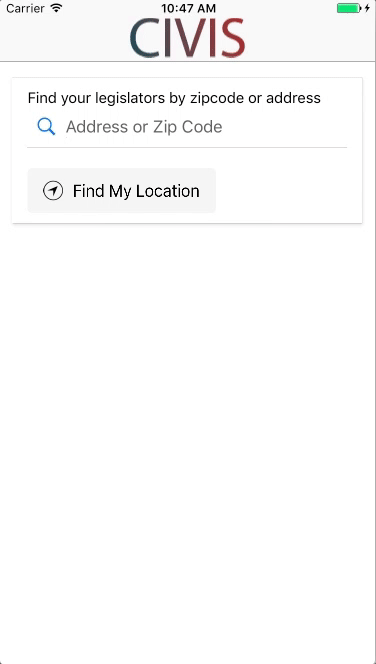 Carrier 10:47 AM
CIVIS
Find your legislators by zipcode or address
Address or Zip Code
Find My Location